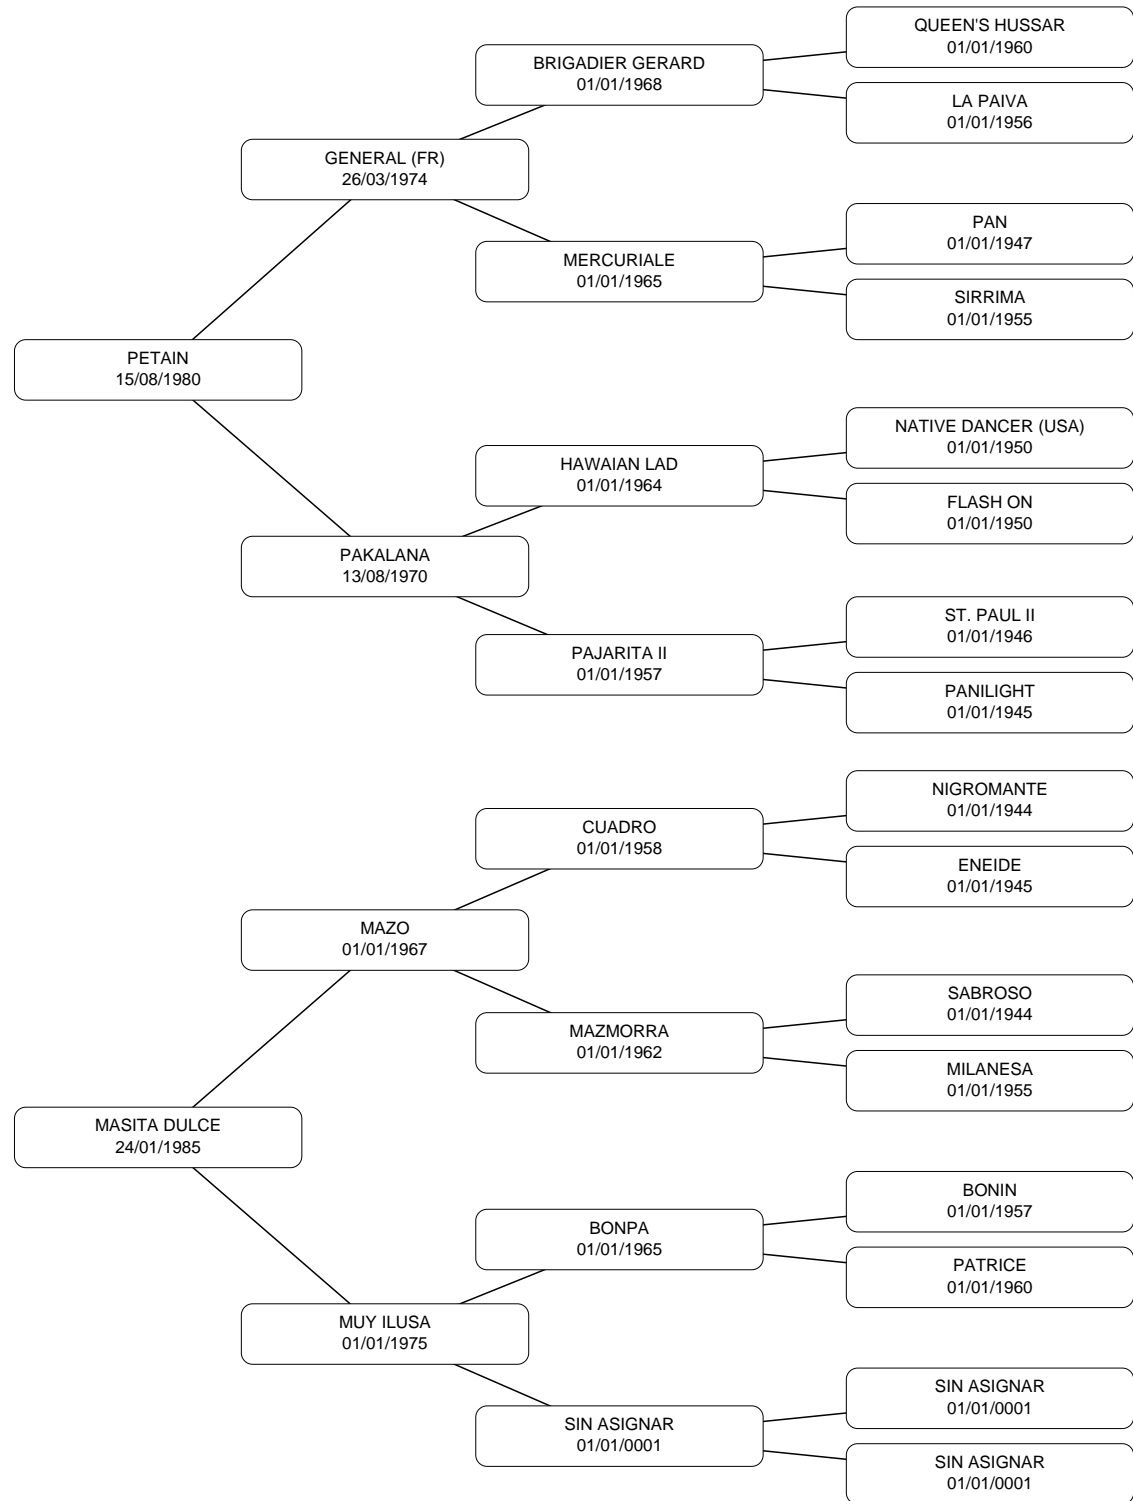 QUEEN'S HUSSAR
01/01/1960
BRIGADIER GERARD
01/01/1968
LA PAIVA
01/01/1956
GENERAL (FR)
26/03/1974
PAN
01/01/1947
MERCURIALE
01/01/1965
SIRRIMA
01/01/1955
PETAIN
15/08/1980
NATIVE DANCER (USA)
01/01/1950
HAWAIAN LAD
01/01/1964
FLASH ON
01/01/1950
PAKALANA
13/08/1970
ST. PAUL II
01/01/1946
PAJARITA II
01/01/1957
PANILIGHT
01/01/1945
NIGROMANTE
01/01/1944
CUADRO
01/01/1958
ENEIDE
01/01/1945
MAZO
01/01/1967
SABROSO
01/01/1944
MAZMORRA
01/01/1962
MILANESA
01/01/1955
MASITA DULCE
24/01/1985
BONIN
01/01/1957
BONPA
01/01/1965
PATRICE
01/01/1960
MUY ILUSA
01/01/1975
SIN ASIGNAR
01/01/0001
SIN ASIGNAR
01/01/0001
SIN ASIGNAR
01/01/0001